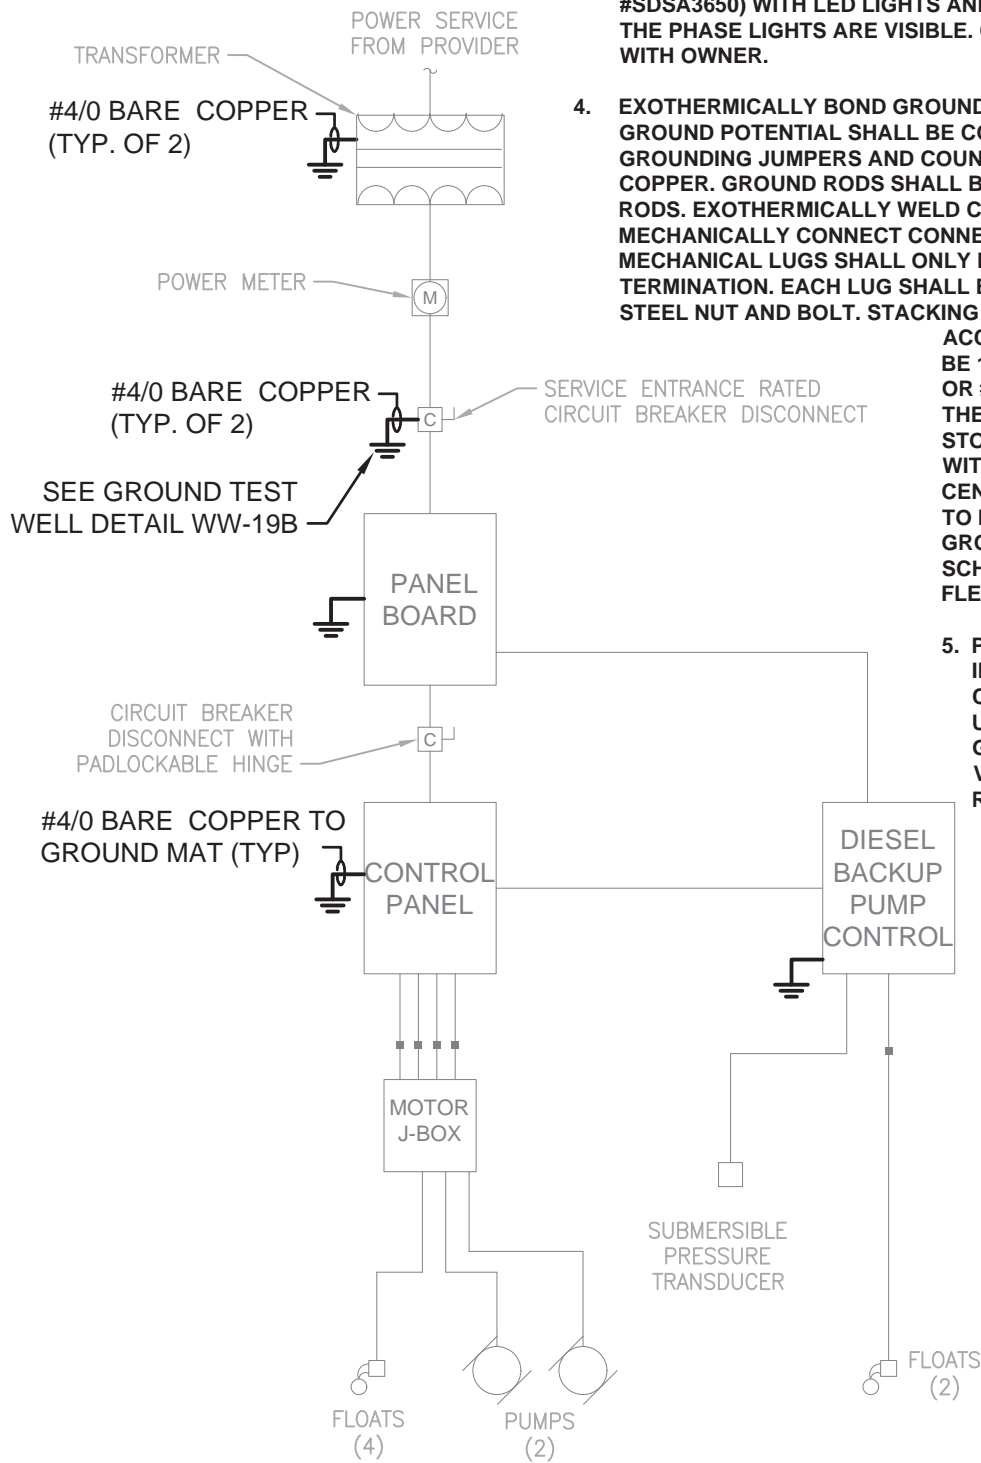 #SDSA3650) WITH LED LIGHTS
THE PHASE LIGHTS ARE VISIBLE.
WITH OWNER.
4. EXOTHERMICALLY BOND
GROUND POTENTIAL SHALL BE
GROUNDING JUMPERS AND
COPPER. GROUND RODS SHALL
RODS. EXOTHERMICALLY WELD
MECHANICALLY CONNECT
MECHANICAL LUGS SHALL ONLY
TERMINATION. EACH LUG SHALL
STEEL NUT AND BOLT. STACKING
BE
OR
5.
POWER SERVICE
FROM PROVIDER
TRANSFORMER
#4/0 BARE COPPER
(TYP. OF 2)
POWER METER
M
#4/0 BARE COPPER
(TYP. OF 2)
C
SERVICE ENTRANCE RATED
CIRCUIT BREAKER DISCONNECT
SEE GROUND TEST
WELL DETAIL WW-19B
PANEL
BOARD
CIRCUIT BREAKER
DISCONNECT WITH
PADLOCKABLE HINGE
C
#4/0 BARE COPPER TO
GROUND MAT (TYP)
CONTROL
PANEL
DIESEL
BACKUP
PUMP
CONTROL
MOTOR
J-BOX
SUBMERSIBLE
PRESSURE
TRANSDUCER
FLOATS
(4)
PUMPS
(2)
FLOATS
(2)